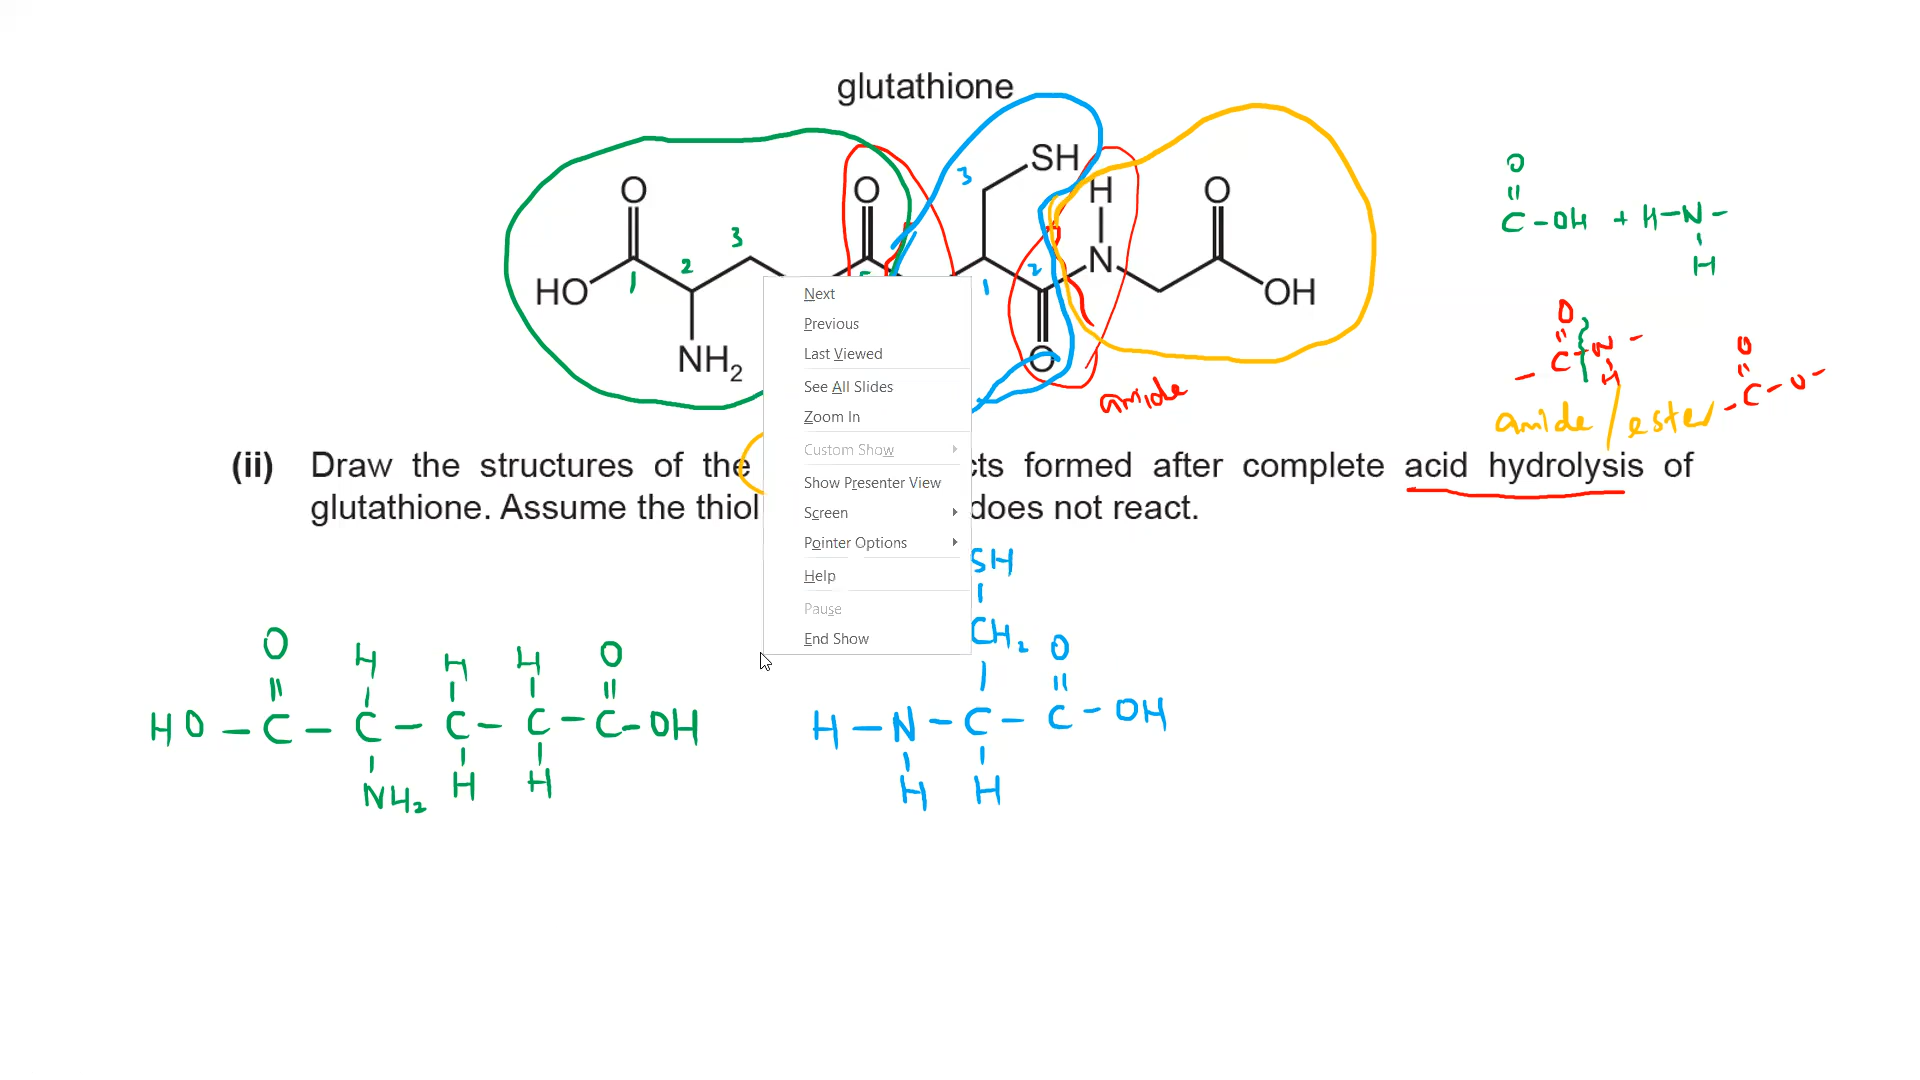 glutathione
SH
3
O
O
H
O
O
||
C-OH + H-N-
H
3
HO
1
2
1
2
N
OH
NH2
O
amide
O
||
- C-N-
H
O
||
- C-O-
amide / ester
Next
Previous
Last Viewed
See All Slides
Zoom In
Custom Show
Show Presenter View
Screen
Pointer Options
Help
Pause
End Show
(ii) Draw the structures of the cts formed after complete acid hydrolysis of
glutathione. Assume the thiol does not react.
O H H H O
||
HO - C - C - C - C - C - OH
NH2 H H
SH
CH2 O
||
H - N - C - C - OH
H H